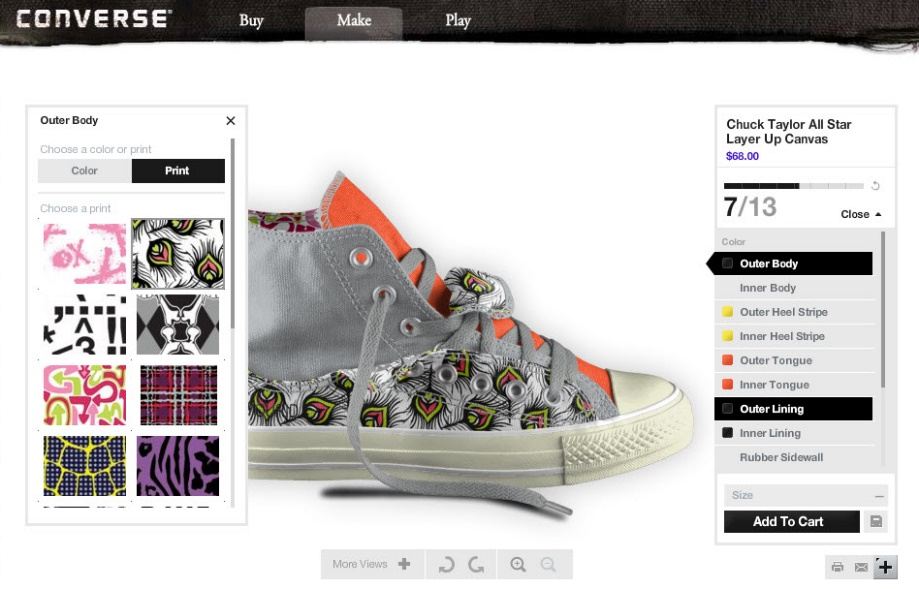 CONVERSE
Buy
Make
Play
Outer Body
Choose a color or print
Color
Print
Choose a print
Chuck Taylor All Star
Layer Up Canvas
$68.00
7/13
Close
Color
Outer Body
Inner Body
Outer Heel Stripe
Inner Heel Stripe
Outer Tongue
Inner Tongue
Outer Lining
Inner Lining
Rubber Sidewall
Size
Add To Cart
More Views